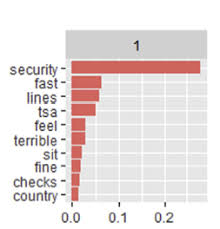 1
security
fast
lines
tsa
feel
terrible
sit
fine
checks
country
0.0 0.1 0.2